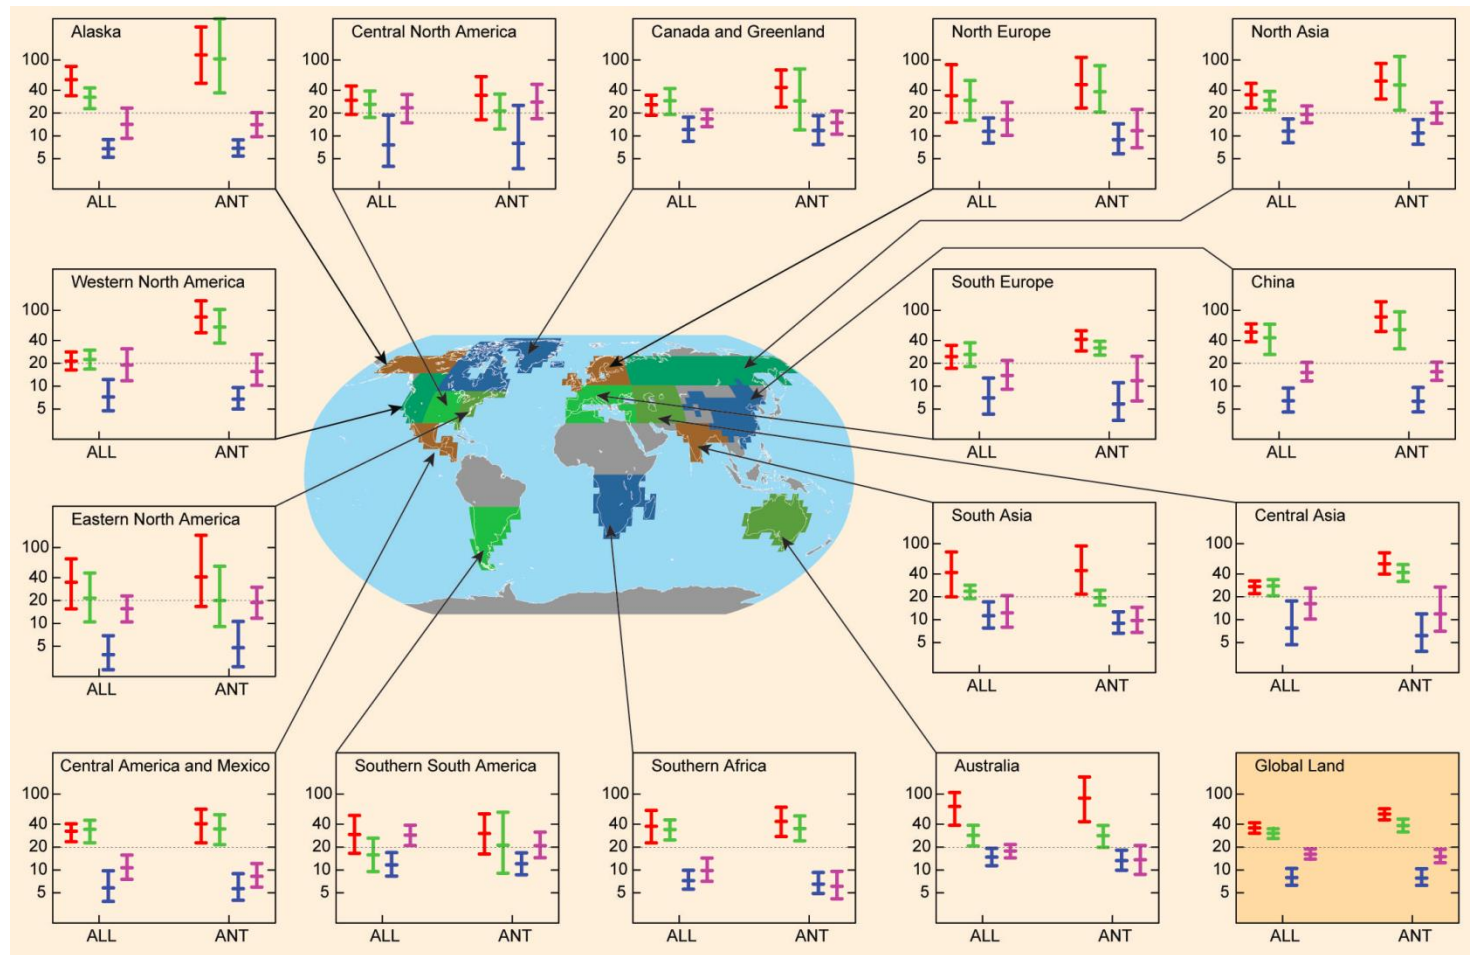 Alaska
100
40
20
10
5
ALL ANT
Central North America
100
40
20
10
5
ALL ANT
Canada and Greenland
100
40
20
10
5
ALL ANT
North Europe
100
40
20
10
5
ALL ANT
North Asia
100
40
20
10
5
ALL ANT
Western North America
100
40
20
10
5
ALL ANT
South Europe
100
40
20
10
5
ALL ANT
China
100
40
20
10
5
ALL ANT
Eastern North America
100
40
20
10
5
ALL ANT
South Asia
100
40
20
10
5
ALL ANT
Central Asia
100
40
20
10
5
ALL ANT
Central America and Mexico
100
40
20
10
5
ALL ANT
Southern South America
100
40
20
10
5
ALL ANT
Southern Africa
100
40
20
10
5
ALL ANT
Australia
100
40
20
10
5
ALL ANT
Global Land
100
40
20
10
5
ALL ANT